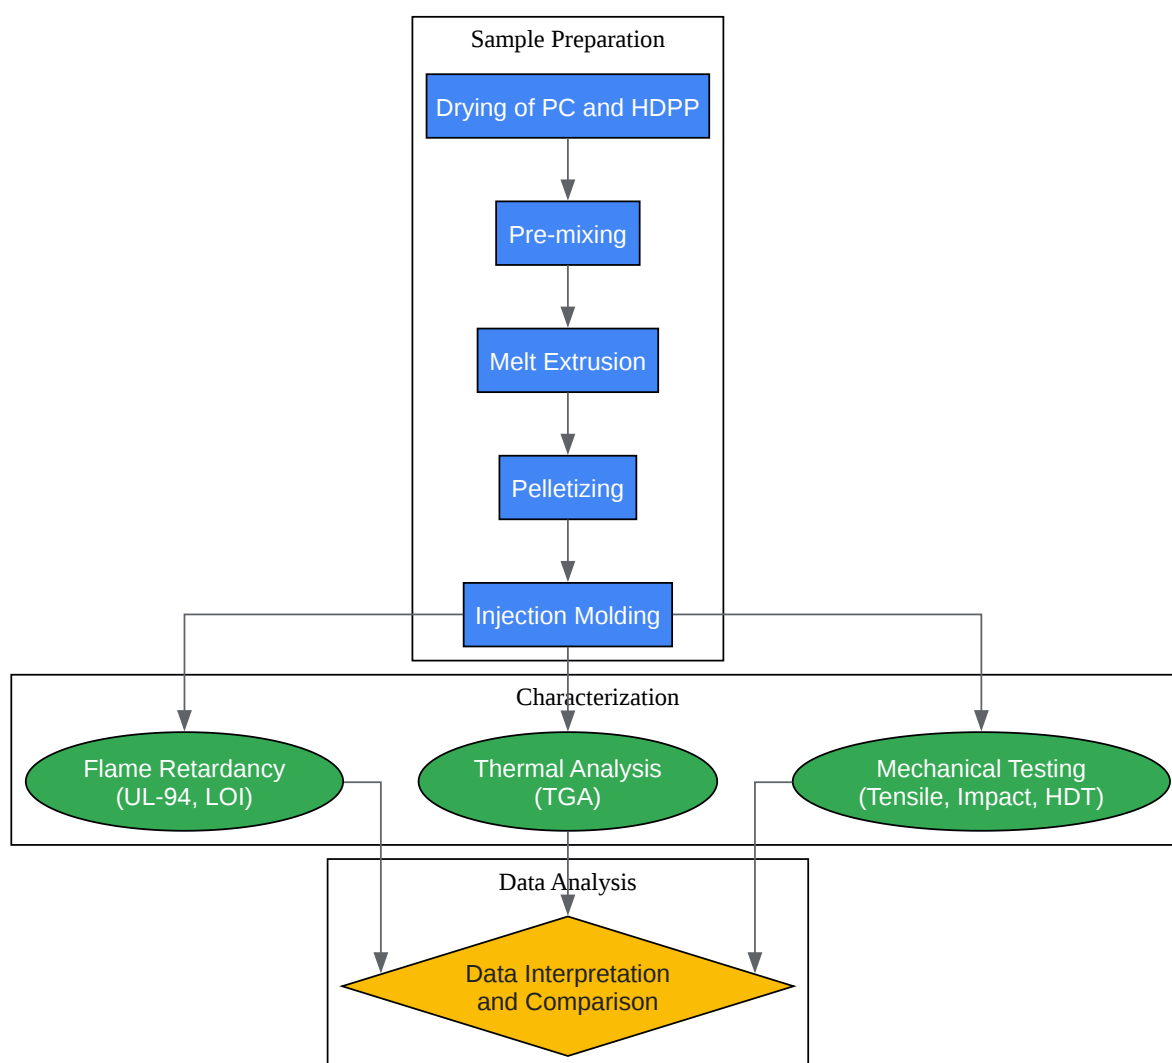 Sample Preparation
Drying of PC and HDPP
Pre-mixing
Melt Extrusion
Pelletizing
Injection Molding
Characterization
Flame Retardancy
(UL-94, LOI)
Thermal Analysis
(TGA)
Mechanical Testing
(Tensile, Impact, HDT)
Data Analysis
Data Interpretation
and Comparison